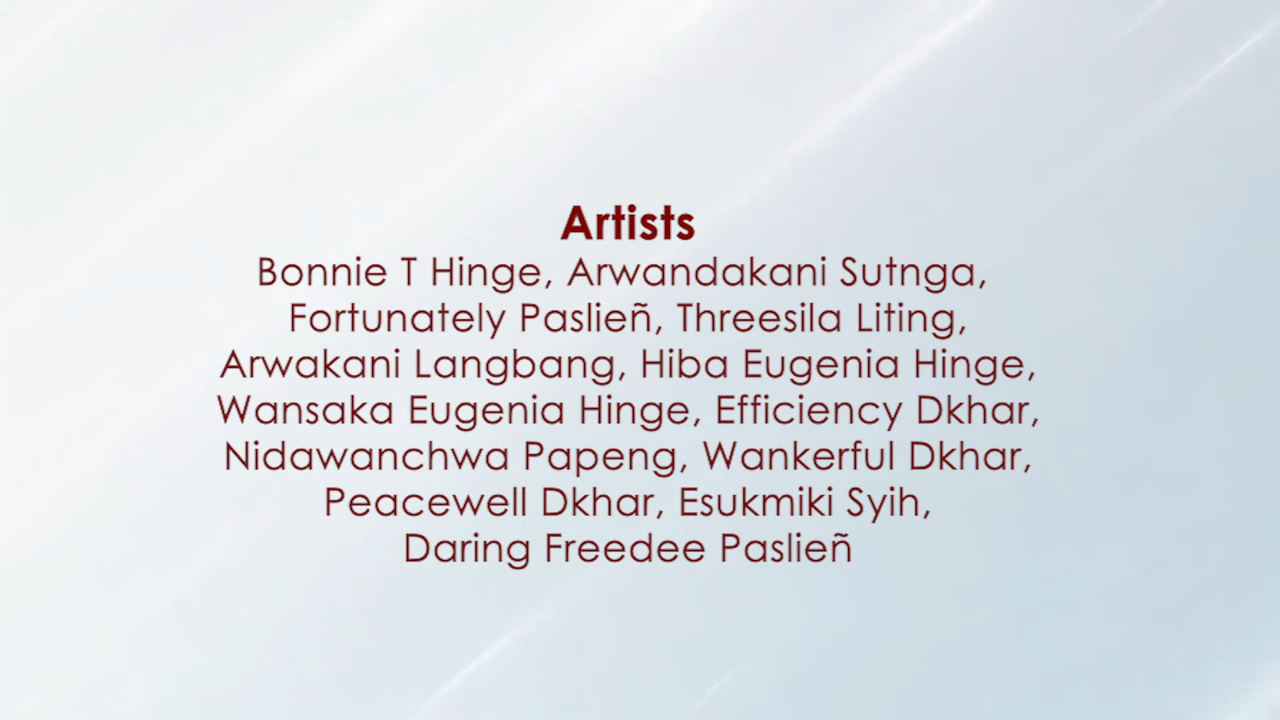 Artists
Bonnie T Hinge, Arwandakani Sutnga,
Fortunately Paslieñ, Threesila Liting,
Arwakani Langbang, Hiba Eugenia Hinge,
Wansaka Eugenia Hinge, Efficiency Dkhar,
Nidawanchwa Papeng, Wankerful Dkhar,
Peacewell Dkhar, Esukmiki Syih,
Daring Freedee Paslieñ